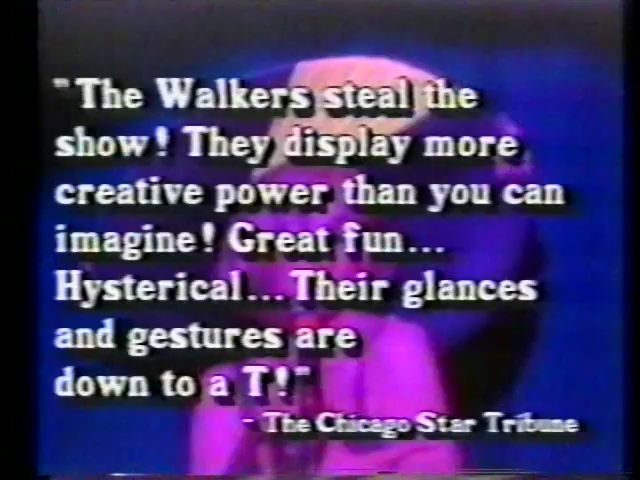 "The Walkers steal the
show! They display more
creative power than you can
imagine! Great fun...
Hysterical...Their glances
and gestures are
down to a T!"
- The Chicago Star Tribune